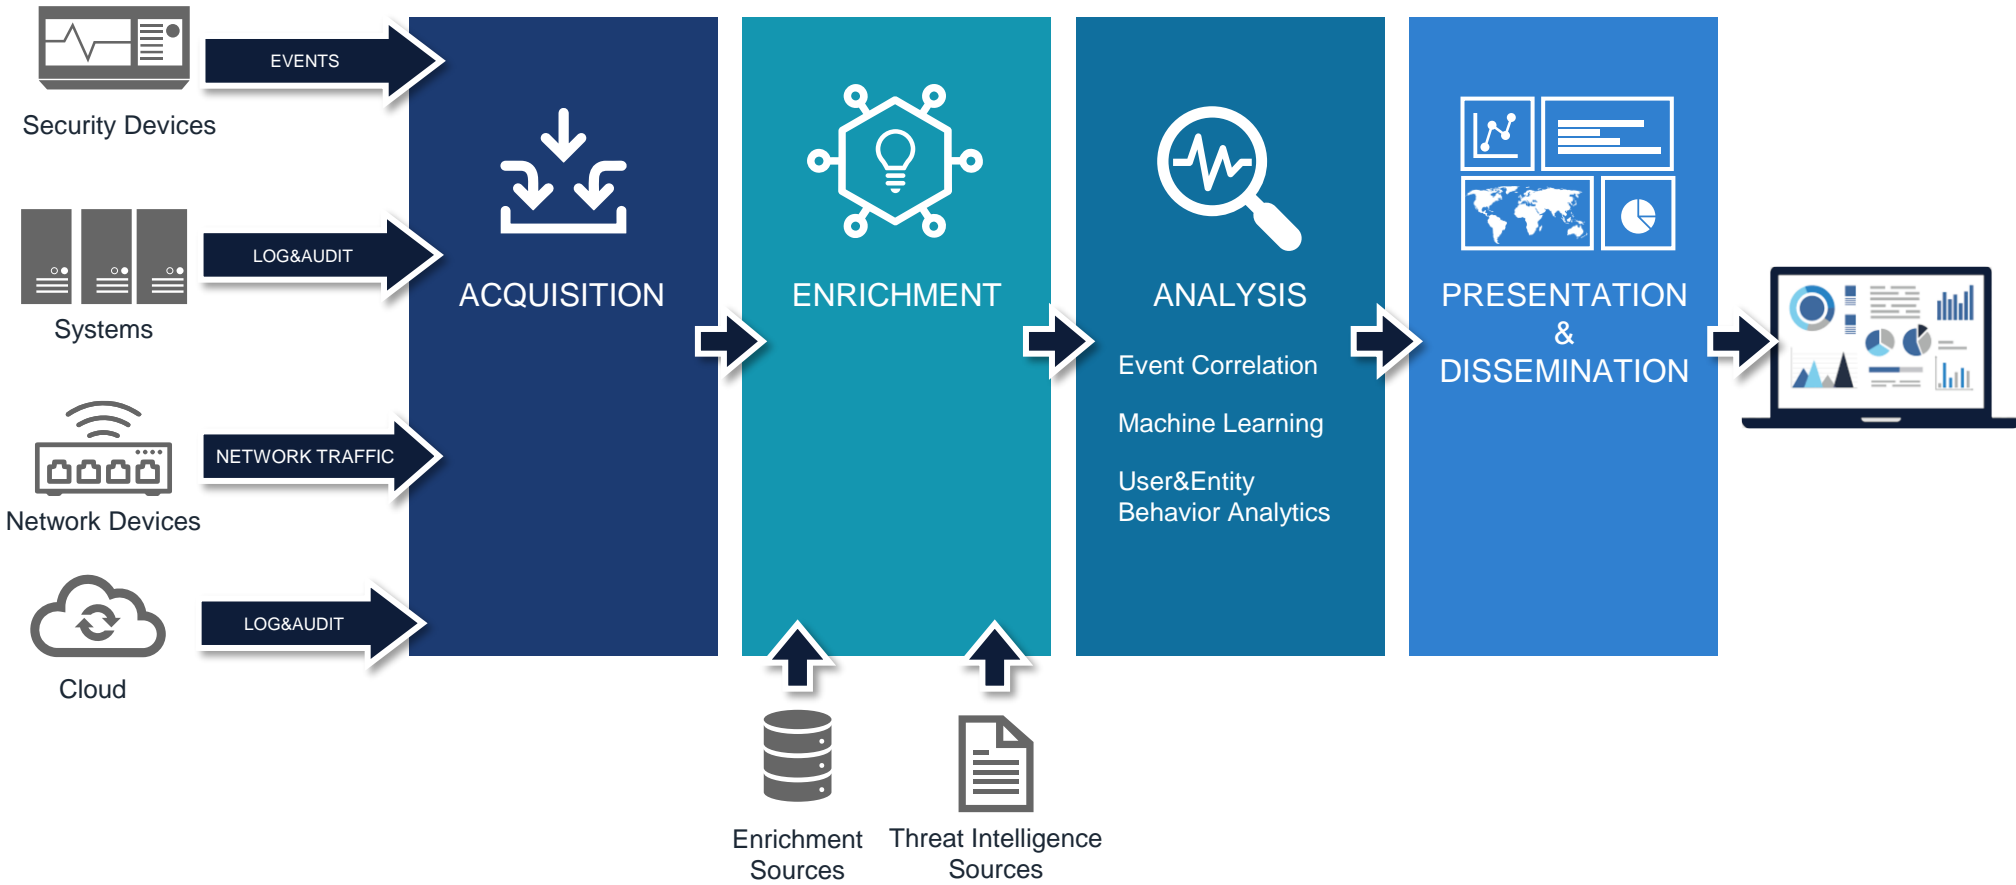 EVENTS
Security Devices
LOG&AUDIT
Systems
NETWORK TRAFFIC
Network Devices
LOG&AUDIT
Cloud
ACQUISITION
ENRICHMENT
Enrichment
Sources
Threat Intelligence
Sources
ANALYSIS
Event Correlation
Machine Learning
User&Entity
Behavior Analytics
PRESENTATION
&
DISSEMINATION